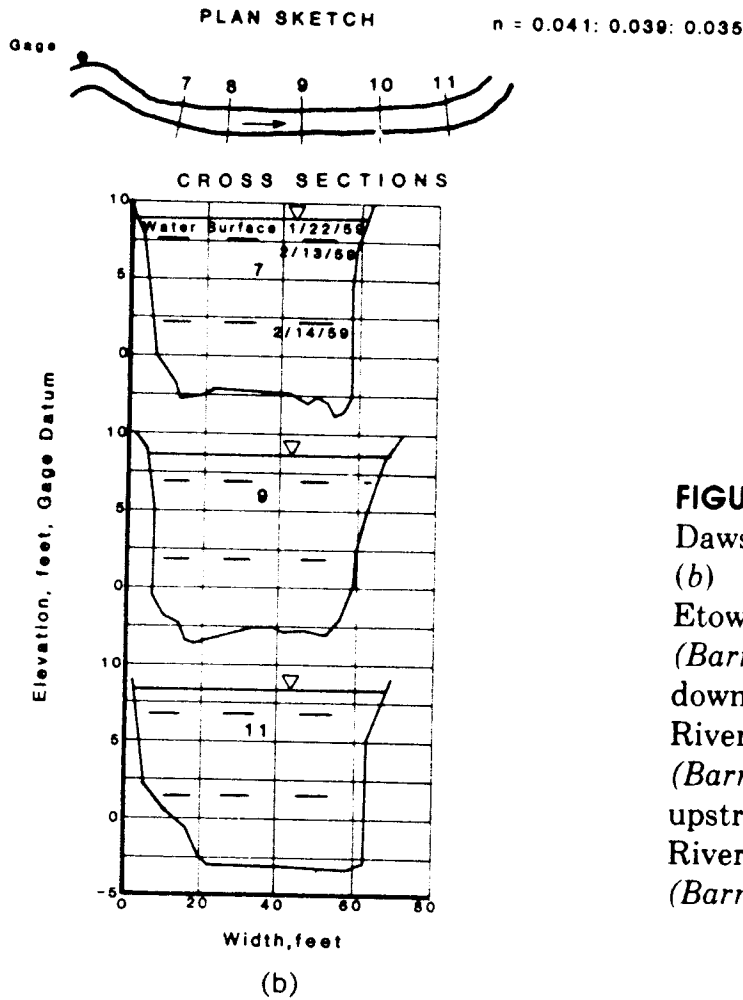 PLAN SKETCH
n = 0.041: 0.039: 0.035
Gage
7 8 9 10 11
CROSS SECTIONS
10
Water Surface 1/22/59
2/13/59
7
5
2/14/59
0
10
9
5
0
10
11
5
0
-5
0 20 40 60 80
Elevation, feet, Gage Datum
Width, feet
(b)
FIGU
Daws
(b)
Etow
(Barn
down
River
(Barr
upstr
River
(Barr